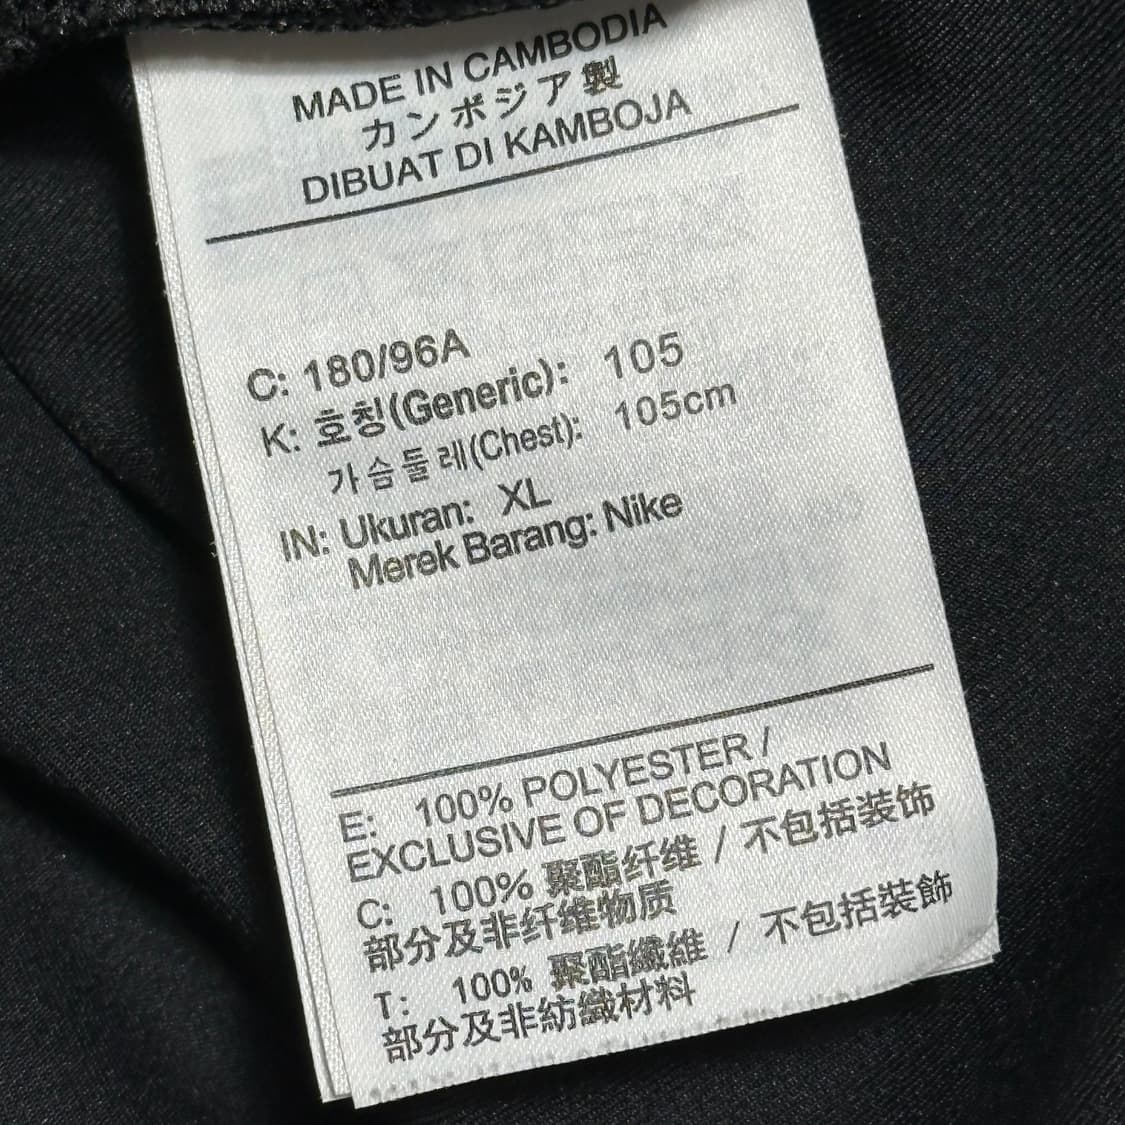 MADE IN CAMBODIA
カンボジア製
DIBUAT DI KAMBOJA
C: 180/96A
K: 호칭(Generic): 105
가슴둘레(Chest): 105cm
IN: Ukuran: XL
Merek Barang: Nike
E: 100% POLYESTER /
EXCLUSIVE OF DECORATION
C: 100% 聚酯纤维 / 不包括装饰
部分及非纤维物质
T: 100% 聚酯纖維 / 不包括裝飾
部分及非紡織材料